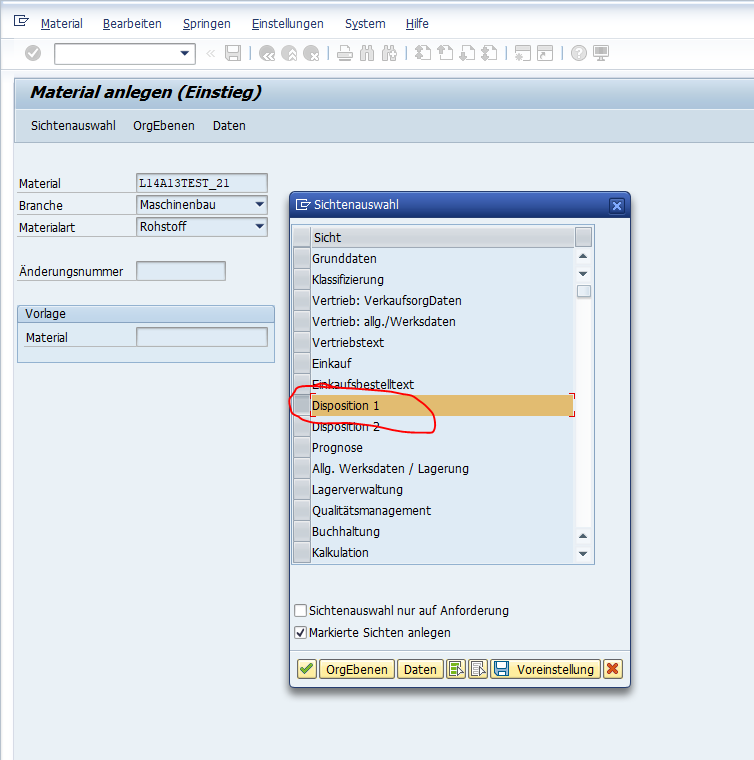 Material Bearbeiten Springen Einstellungen System Hilfe
Material anlegen (Einstieg)
Sichtenauswahl OrgEbenen Daten
Material L14A13TEST_21
Branche Maschinenbau
Materialart Rohstoff
Änderungsnummer
Vorlage
Material
Sichtenauswahl
Sicht
Grunddaten
Klassifizierung
Vertrieb: VerkaufsorgDaten
Vertrieb: allg./Werksdaten
Vertriebstext
Einkauf
Einkaufsbestelltext
Disposition 1
Disposition 2
Prognose
Allg. Werksdaten / Lagerung
Lagerverwaltung
Qualitätsmanagement
Buchhaltung
Kalkulation
Sichtenauswahl nur auf Anforderung
Markierte Sichten anlegen
OrgEbenen Daten Voreinstellung